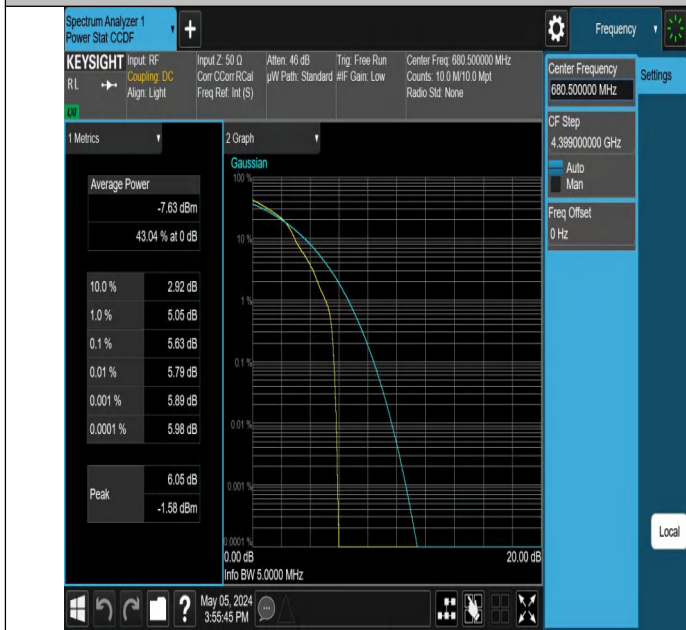 Spectrum Analyzer 1
Power Stat CCDF
Frequency
KEYSIGHT
RL
LXI
Input: RF
Coupling: DC
Align: Light
Input Z: 50 Ω
Corr CCorr RCal
Freq Ref: Int (S)
Atten: 46 dB
µW Path: Standard
Trig: Free Run
#IF Gain: Low
Center Freq: 680.500000 MHz
Counts: 10.0 M/10.0 Mpt
Radio Std: None
Center Frequency
680.500000 MHz
Settings
CF Step
4.399000000 GHz
Auto
Man
Freq Offset
0 Hz
1 Metrics
Average Power
-7.63 dBm
43.04 % at 0 dB
10.0 % 2.92 dB
1.0 % 5.05 dB
0.1 % 5.63 dB
0.01 % 5.79 dB
0.001 % 5.89 dB
0.0001 % 5.98 dB
Peak
6.05 dB
-1.58 dBm
2 Graph
Gaussian
100 %
10 %
1 %
0.1 %
0.01 %
0.001 %
0.0001 %
0.00 dB 20.00 dB
Info BW 5.0000 MHz
Local
?
May 05, 2024
3:55:45 PM